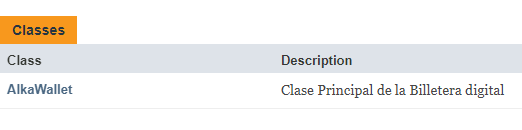 Classes
Class Description
AlkaWallet Clase Principal de la Billetera digital